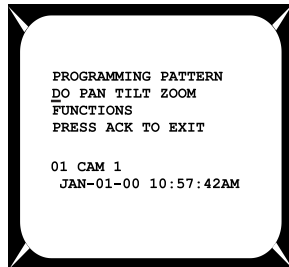 PROGRAMMING PATTERN
DO PAN TILT ZOOM
FUNCTIONS
PRESS ACK TO EXIT
01 CAM 1
JAN-01-00 10:57:42AM